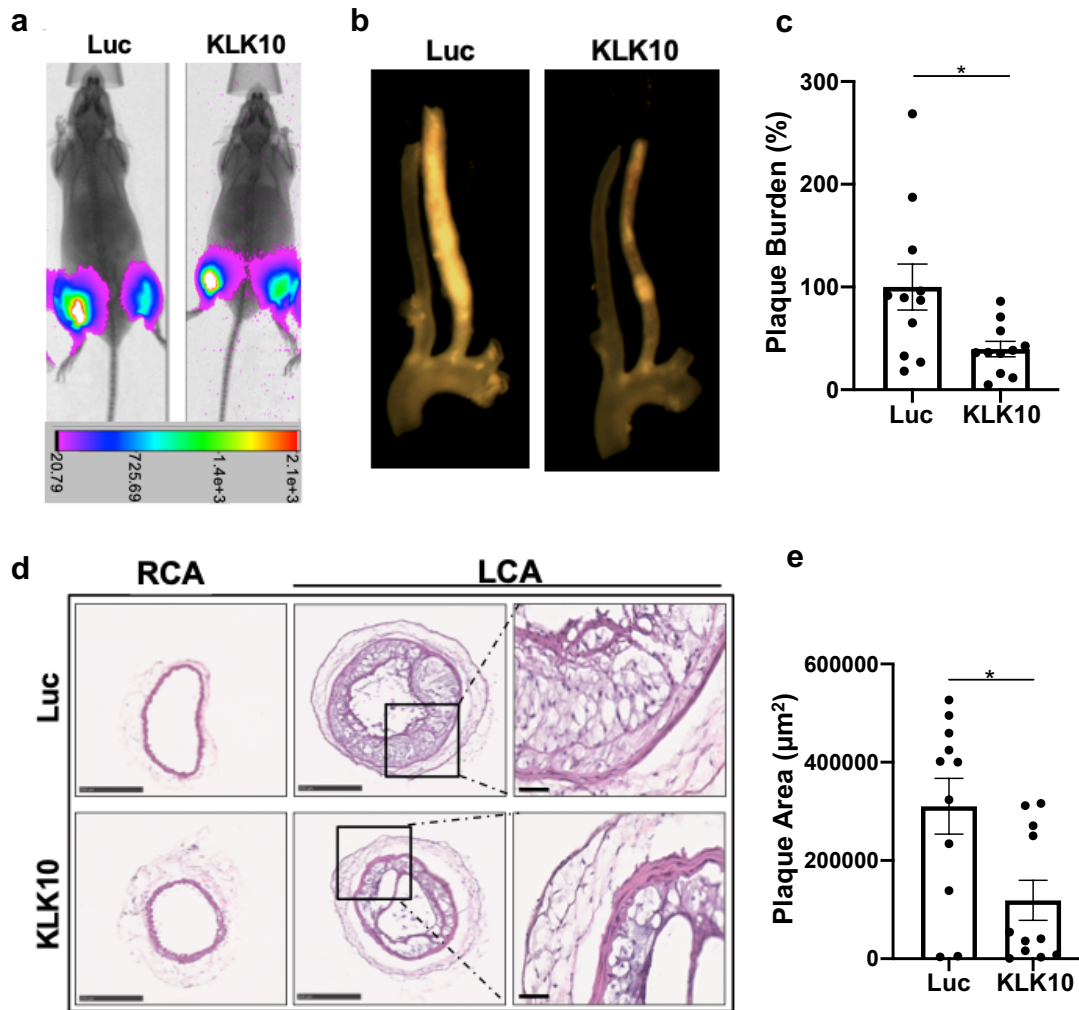 a
Luc KLK10
20.79 725.69 1.4e+3 2.1e+3
b
Luc KLK10
c
Plaque Burden (%)
300
200
100
0
*
Luc KLK10
d
RCA LCA
Luc
KLK10
e
Plaque Area (µm²)
600000
400000
200000
0
*
Luc KLK10